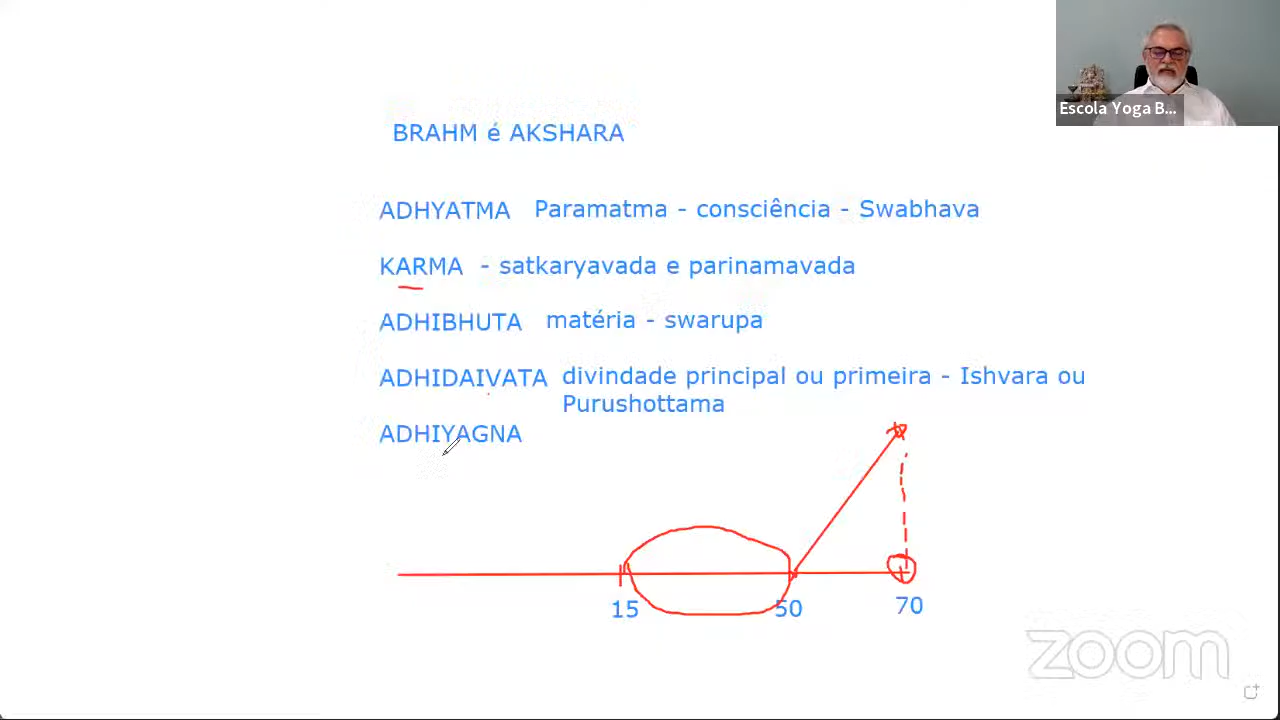 Escola Yoga B...
BRAHM é AKSHARA
ADHYATMA Paramatma - consciência - Swabhava
KARMA - satkaryavada e parinamavada
ADHIBHUTA matéria - swarupa
ADHIDAIVATA divindade principal ou primeira - Ishvara ou
Purushottama
ADHIYAGNA
15 50 70
zoom